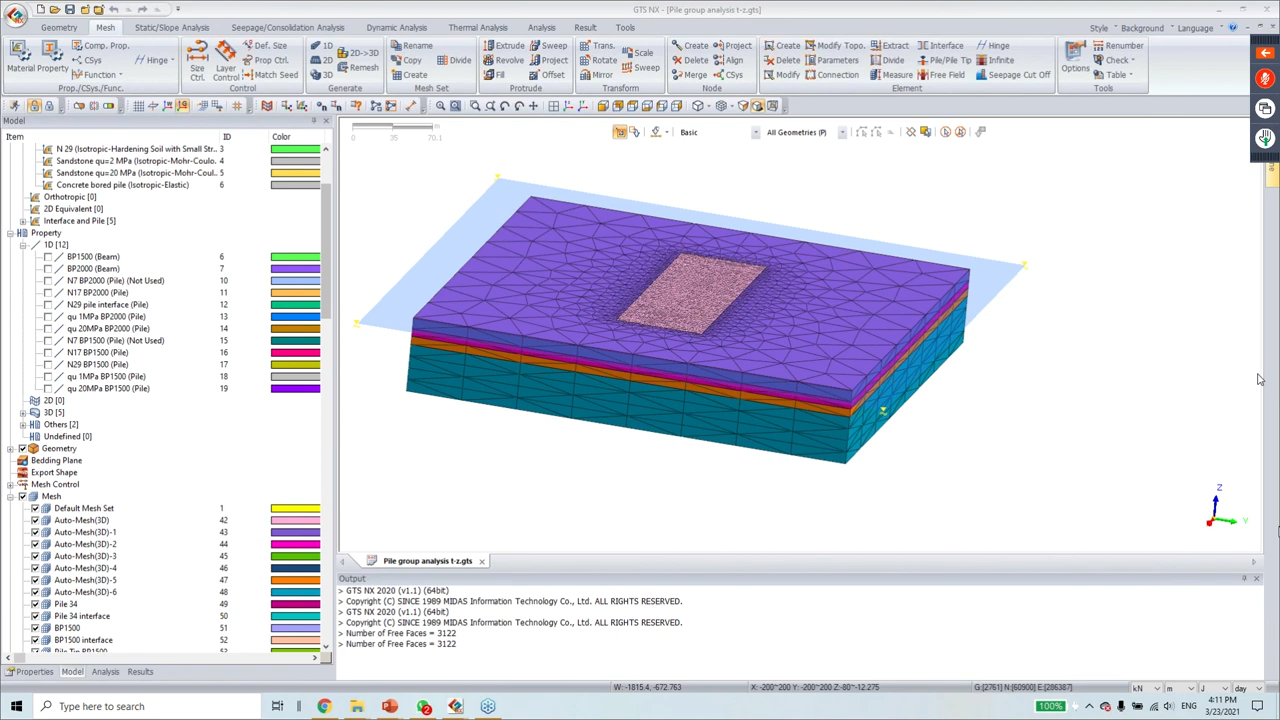 GTS NX - [Pile group analysis t-z.gts]
Geometry Mesh Static/Slope Analysis Seepage/Consolidation Analysis Dynamic Analysis Thermal Analysis Analysis Result Tools
Style Background Language
Material Property
Comp. Prop.
CSys
Function
Hinge
Prop./CSys./Func.
Size Ctrl.
Layer Control
Def. Size
Prop Ctrl.
Match Seed
Control
1D
2D
3D
2D->3D
Remesh
Generate
Rename
Copy
Create
Divide
Mesh Set
Extrude
Revolve
Fill
Sweep
Project
Offset
Protrude
Trans.
Rotate
Mirror
Scale
Sweep
Transform
Create
Delete
Merge
Project
Align
Node
Create
Delete
Modify
Modify Topo.
Parameters
Connection
Extract
Divide
Measure
Interface
Pile/Pile Tip
Free Field
Hinge
Infinite
Seepage Cut Off
Element
Options
Renumber
Check
Table
Tools
Model
Basic
All Geometries (P)
Item ID Color
N 29 (Isotropic-Hardening Soil with Small Str... 3
Sandstone qu=2 MPa (Isotropic-Mohr-Coulo... 4
Sandstone qu=20 MPa (Isotropic-Mohr-Coulo... 5
Concrete bored pile (Isotropic-Elastic) 6
Orthotropic [0]
2D Equivalent [0]
Interface and Pile [5]
Property
1D [12]
BP1500 (Beam) 6
BP2000 (Beam) 7
N7 BP2000 (Pile) (Not Used) 10
N17 BP2000 (Pile) 11
N29 pile interface (Pile) 12
qu 1MPa BP2000 (Pile) 13
qu 20MPa BP2000 (Pile) 14
N7 BP1500 (Pile) (Not Used) 15
N17 BP1500 (Pile) 16
N29 BP1500 (Pile) 17
qu 1MPa BP1500 (Pile) 18
qu 20MPa BP1500 (Pile) 19
2D [0]
3D [5]
Others [2]
Undefined [0]
Geometry
Bedding Plane
Export Shape
Mesh Control
Mesh
Default Mesh Set 1
Auto-Mesh(3D) 42
Auto-Mesh(3D)-1 43
Auto-Mesh(3D)-2 44
Auto-Mesh(3D)-3 45
Auto-Mesh(3D)-4 46
Auto-Mesh(3D)-5 47
Auto-Mesh(3D)-6 48
Pile 34 49
Pile 34 interface 50
BP1500 51
BP1500 interface 52
Pile Tip BP1500 53
Properties Model Analysis Results
0 35 70.1
m
Z
Y
Pile group analysis t-z.gts
Output
> GTS NX 2020 (v1.1) (64bit)
> Copyright (C) SINCE 1989 MIDAS Information Technology Co., Ltd. ALL RIGHTS RESERVED.
> GTS NX 2020 (v1.1) (64bit)
> Copyright (C) SINCE 1989 MIDAS Information Technology Co., Ltd. ALL RIGHTS RESERVED.
> Number of Free Faces = 3122
> Number of Free Faces = 3122
W: -1815.4, -672.763 X: -200~200 Y: -200~200 Z:-80~-12.275 G:[2761] N:[60900] E:[286387] kN m J day
Type here to search
2
100%
ENG
4:11 PM
3/23/2021